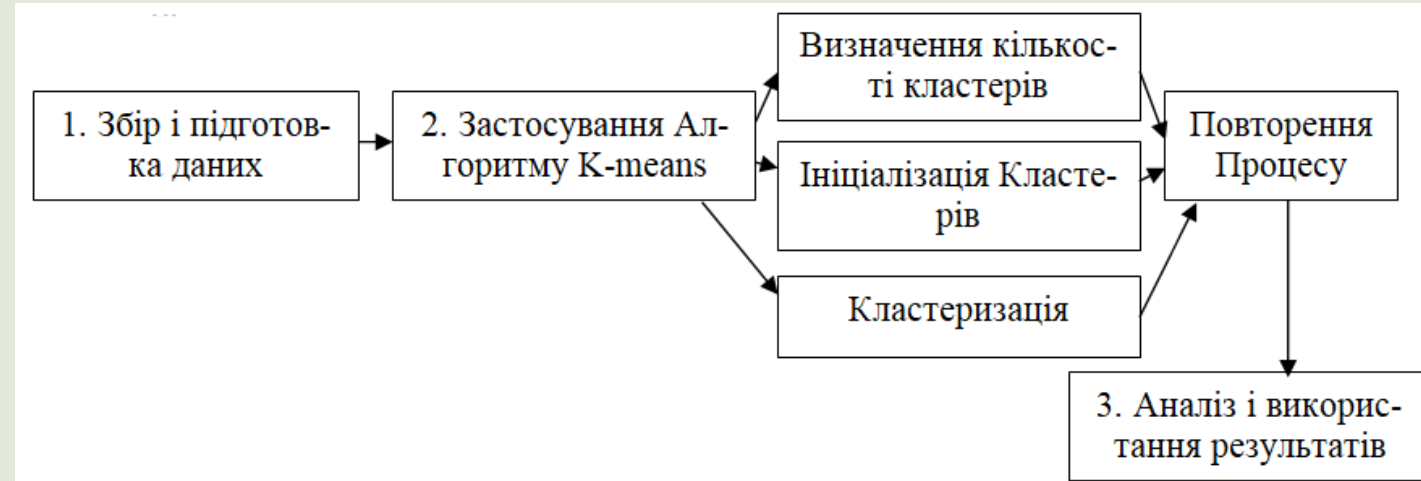 1. Збір і підготов-
ка даних
2. Застосування Ал-
горитму K-means
Визначення кількос-
ті кластерів
Ініціалізація Класте-
рів
Кластеризація
Повторення
Процесу
3. Аналіз і викорис-
тання результатів